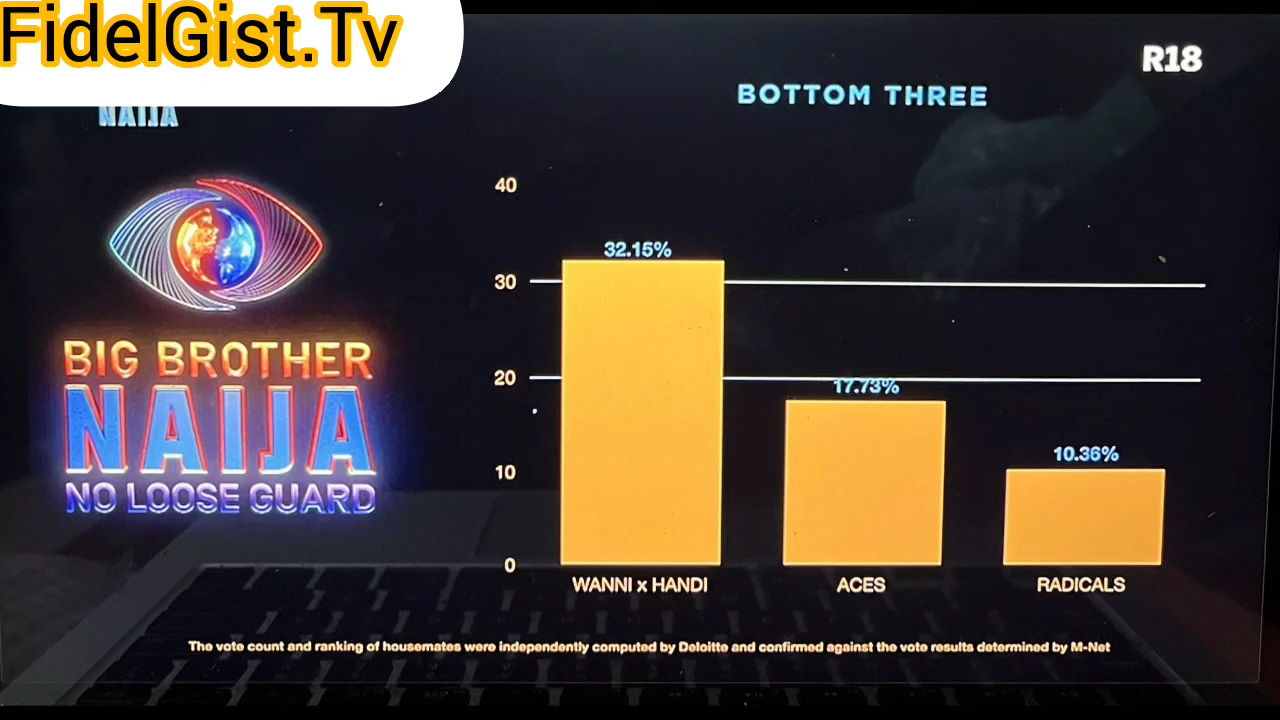 FidelGist.Tv
R18
BOTTOM THREE
NAIJA
40
32.15%
30
20
17.73%
10
10.36%
0
WANNI x HANDI
ACES
RADICALS
BIG BROTHER
NAIJA
NO LOOSE GUARD
The vote count and ranking of housemates were independently computed by Deloitte and confirmed against the vote results determined by M-Net